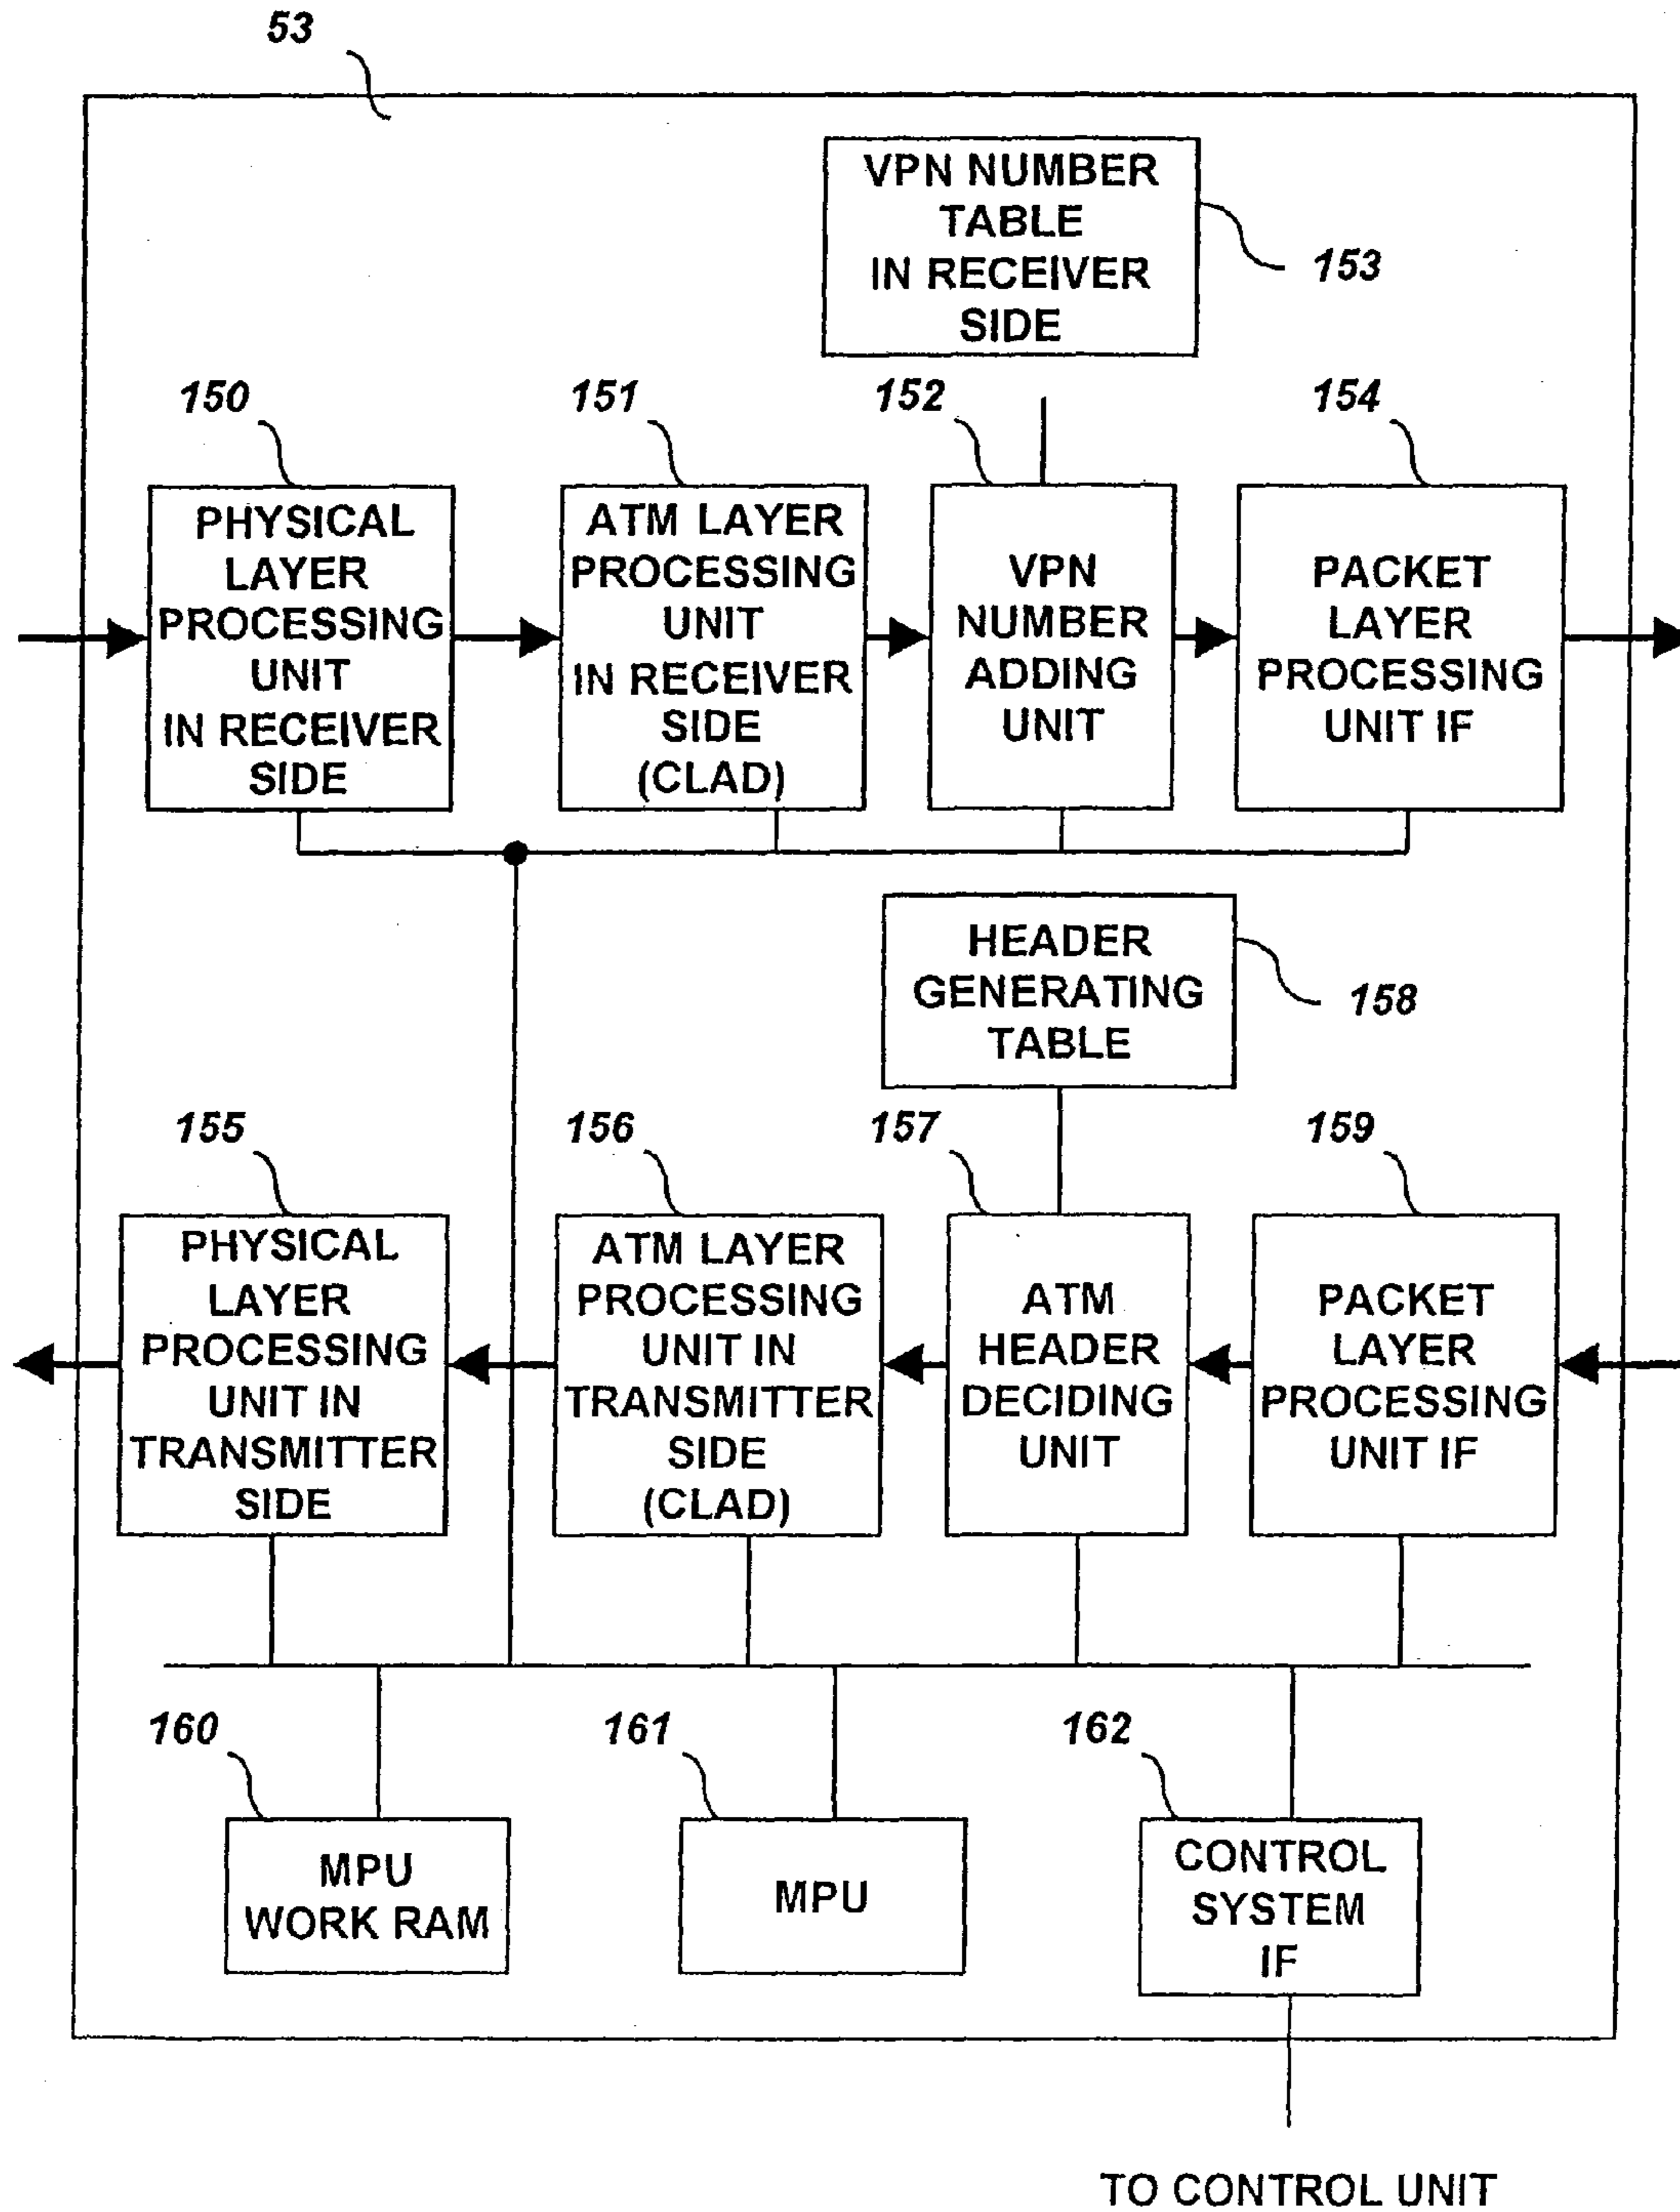 53
VPN NUMBER
TABLE
IN RECEIVER
SIDE
153
150
151
152
154
PHYSICAL
LAYER
PROCESSING
UNIT
IN RECEIVER
SIDE
ATM LAYER
PROCESSING
UNIT
IN RECEIVER
SIDE
(CLAD)
VPN
NUMBER
ADDING
UNIT
PACKET
LAYER
PROCESSING
UNIT IF
HEADER
GENERATING
TABLE
158
155
156
157
159
PHYSICAL
LAYER
PROCESSING
UNIT IN
TRANSMITTER
SIDE
ATM LAYER
PROCESSING
UNIT IN
TRANSMITTER
SIDE
(CLAD)
ATM
HEADER
DECIDING
UNIT
PACKET
LAYER
PROCESSING
UNIT IF
160
161
162
MPU
WORK RAM
MPU
CONTROL
SYSTEM
IF
TO CONTROL UNIT